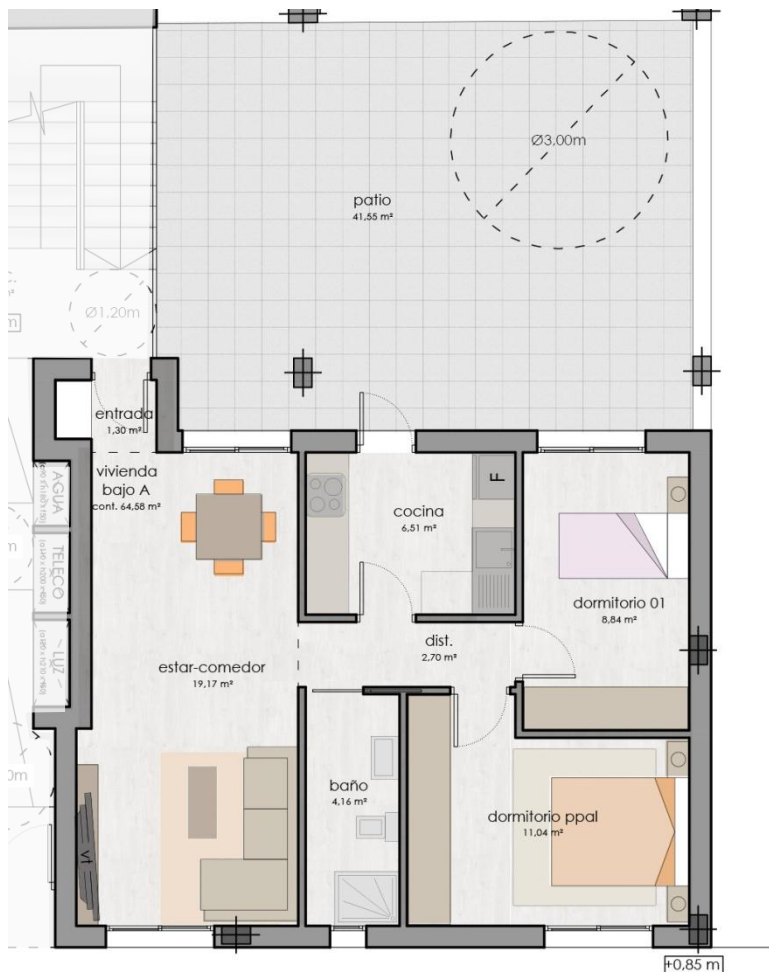 Ø3.00m
patio
41,55 m²
Ø1.20m
entrada
1,30 m²
vivienda
bajo A
cont. 64,58 m²
AGUA
TELECO
LUZ
F
cocina
6,51 m²
dormitorio 01
8,84 m²
dist.
2,70 m²
estar-comedor
19,17 m²
baño
4,16 m²
dormitorio ppal
11,04 m²
vt
+0,85 m